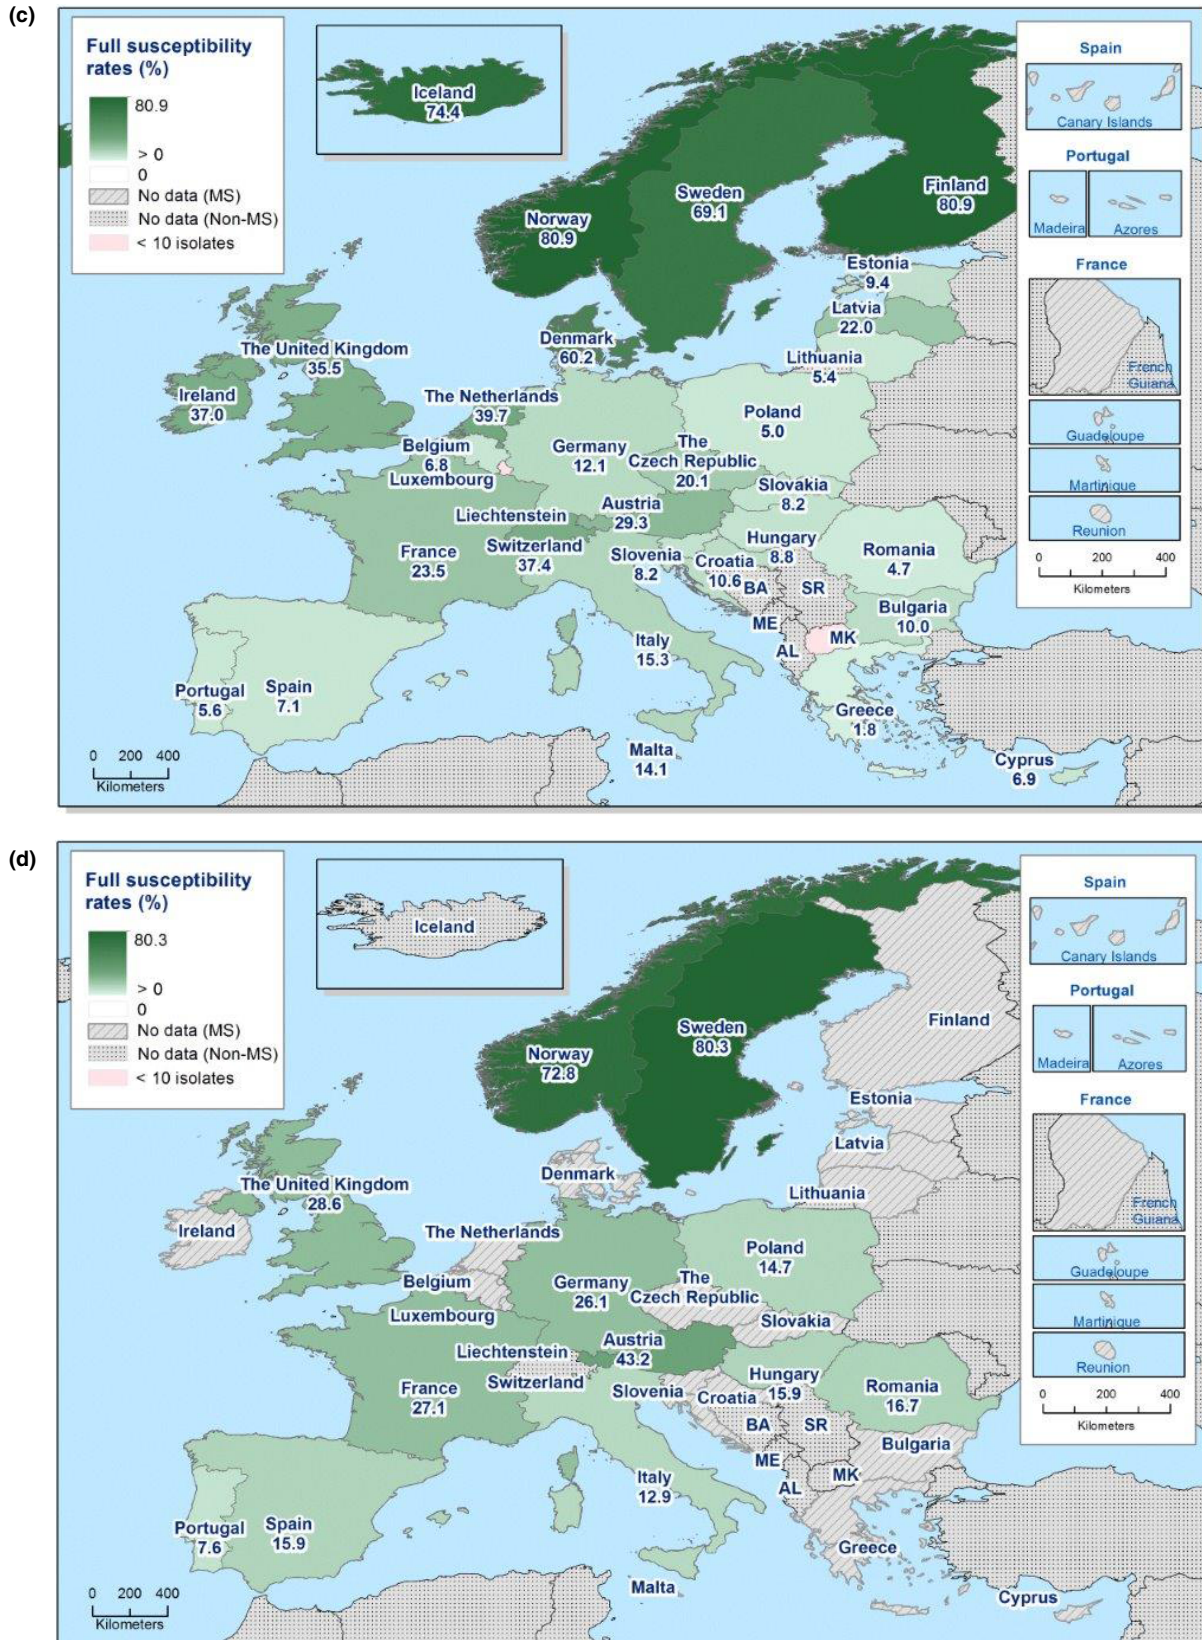 (c)
Full susceptibility
rates (%)
80.9
> 0
0
No data (MS)
No data (Non-MS)
< 10 isolates
Iceland
74.4
Norway
80.9
Sweden
69.1
Finland
80.9
Estonia
9.4
Latvia
22.0
Lithuania
5.4
Denmark
60.2
The United Kingdom
35.5
Ireland
37.0
The Netherlands
39.7
Belgium
6.8
Luxembourg
Germany
12.1
The
Czech Republic
20.1
Poland
5.0
Slovakia
8.2
Austria
29.3
Liechtenstein
Switzerland
37.4
France
23.5
Slovenia
8.2
Croatia
10.6
Hungary
8.8
Romania
4.7
BA
SR
ME
MK
AL
Bulgaria
10.0
Italy
15.3
Portugal
5.6
Spain
7.1
Greece
1.8
Malta
14.1
Cyprus
6.9
0 200 400
Kilometers
Spain
Canary Islands
Portugal
Madeira
Azores
France
French
Guiana
Guadeloupe
Martinique
Reunion
0 200 400
Kilometers
(d)
Full susceptibility
rates (%)
80.3
> 0
0
No data (MS)
No data (Non-MS)
< 10 isolates
Iceland
Norway
72.8
Sweden
80.3
Finland
Estonia
Latvia
Lithuania
Denmark
The United Kingdom
28.6
Ireland
The Netherlands
Belgium
Luxembourg
Germany
26.1
The
Czech Republic
Poland
14.7
Slovakia
Austria
43.2
Liechtenstein
Switzerland
France
27.1
Slovenia
Croatia
Hungary
15.9
Romania
16.7
BA
SR
ME
MK
AL
Bulgaria
Italy
12.9
Portugal
7.6
Spain
15.9
Greece
Malta
Cyprus
0 200 400
Kilometers
Spain
Canary Islands
Portugal
Madeira
Azores
France
French
Guiana
Guadeloupe
Martinique
Reunion
0 200 400
Kilometers